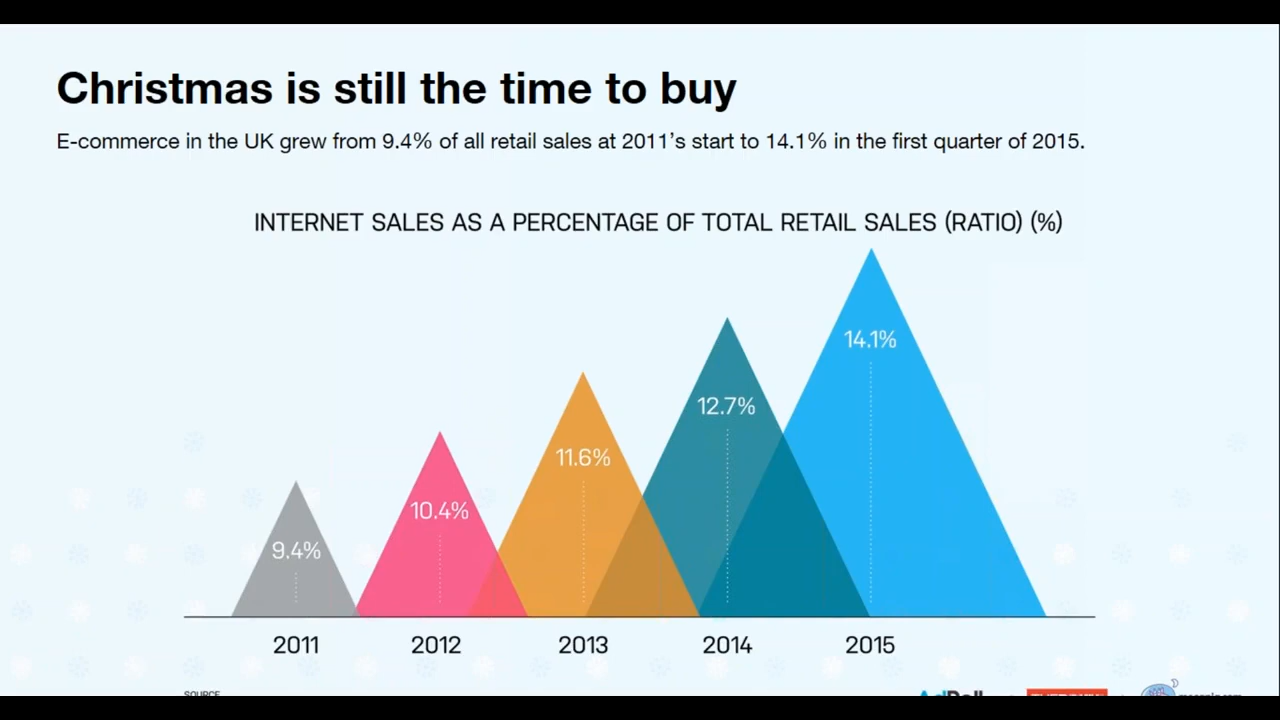 Christmas is still the time to buy
E-commerce in the UK grew from 9.4% of all retail sales at 2011's start to 14.1% in the first quarter of 2015.
INTERNET SALES AS A PERCENTAGE OF TOTAL RETAIL SALES (RATIO) (%)
14.1%
12.7%
11.6%
10.4%
9.4%
2011 2012 2013 2014 2015
SOURCE
AdRoll